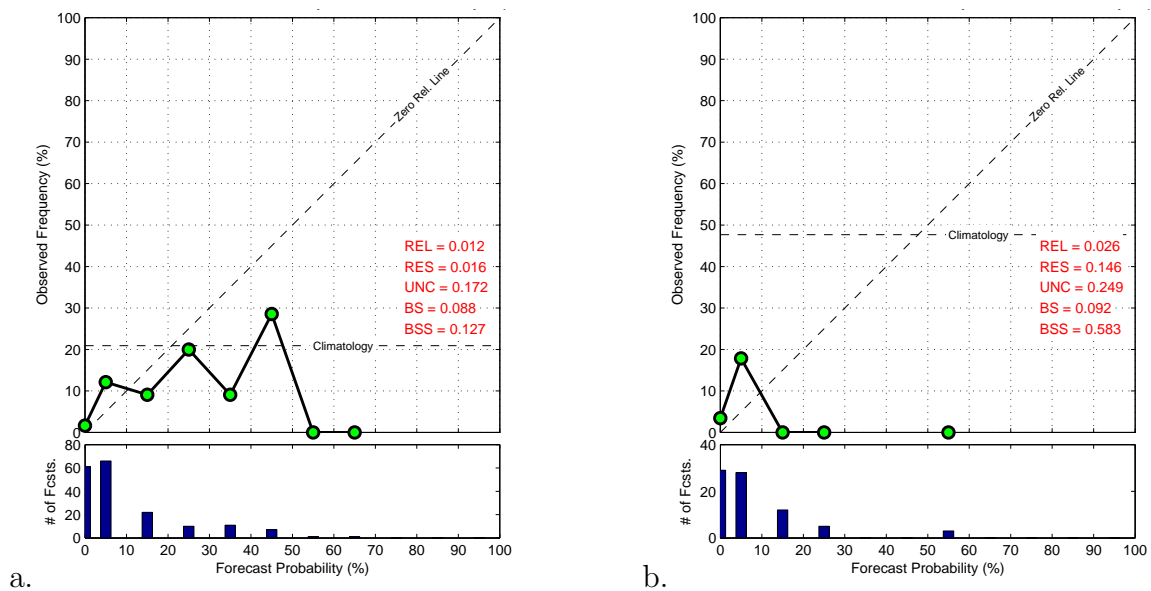 100
90
80
70
60
50
40
30
20
10
0
Observed Frequency (%)
Zero Rel. Line
Climatology
REL = 0.012
RES = 0.016
UNC = 0.172
BS = 0.088
BSS = 0.127
80
60
40
20
0
# of Fcsts.
0 10 20 30 40 50 60 70 80 90 100
Forecast Probability (%)
a.
100
90
80
70
60
50
40
30
20
10
0
Observed Frequency (%)
Zero Rel. Line
Climatology
REL = 0.026
RES = 0.146
UNC = 0.249
BS = 0.092
BSS = 0.583
40
20
0
# of Fcsts.
0 10 20 30 40 50 60 70 80 90 100
Forecast Probability (%)
b.